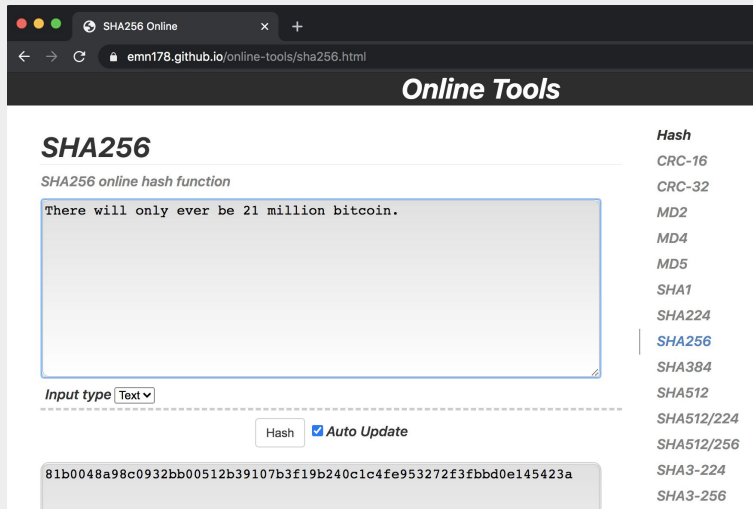 SHA256 Online
emn178.github.io/online-tools/sha256.html
Online Tools
SHA256
SHA256 online hash function
There will only ever be 21 million bitcoin.
Input type Text
Hash Auto Update
81b0048a98c0932bb00512b39107b3f19b240c1c4fe953272f3fbbd0e145423a
Hash
CRC-16
CRC-32
MD2
MD4
MD5
SHA1
SHA224
SHA256
SHA384
SHA512
SHA512/224
SHA512/256
SHA3-224
SHA3-256